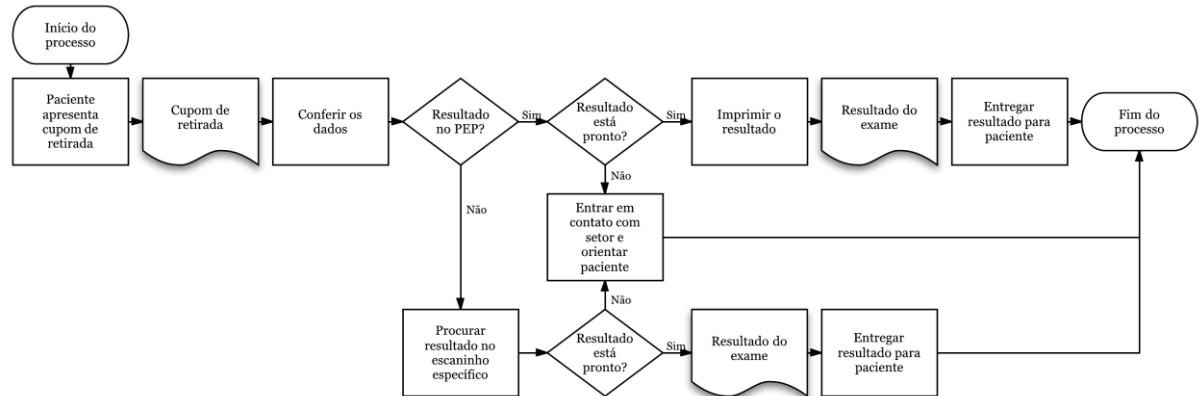 Início do
processo
Paciente
apresenta
cupom de
retirada
Cupom de
retirada
Conferir os
dados
Resultado
no PEP?
Sim
Resultado
está
pronto?
Sim
Imprimir o
resultado
Resultado do
exame
Entregar
resultado para
paciente
Fim do
processo
Não
Não
Entrar em
contato com
setor e
orientar
paciente
Não
Procurar
resultado no
escaninho
específico
Resultado
está
pronto?
Sim
Resultado do
exame
Entregar
resultado para
paciente